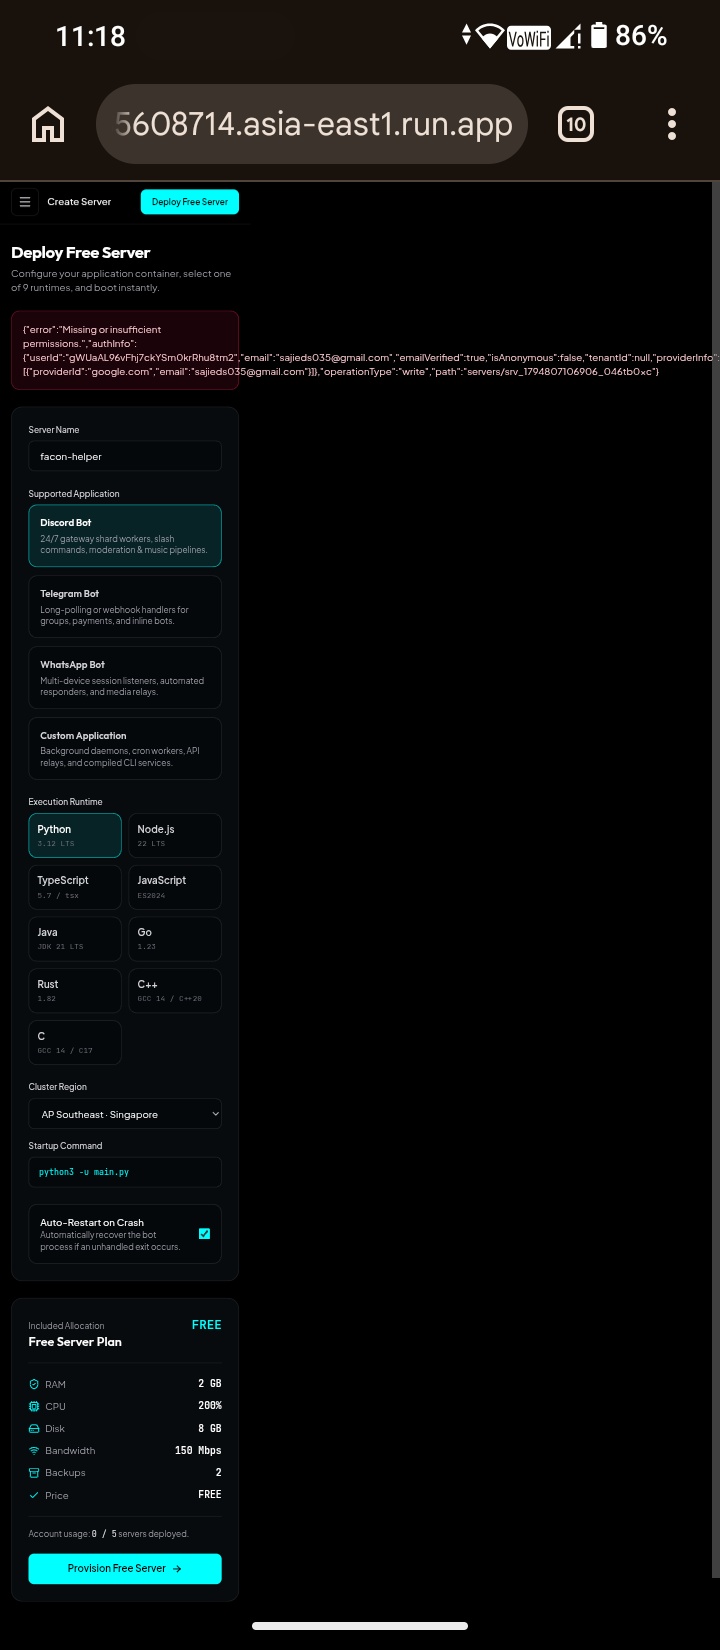 11:18
VoWiFi
86%
5608714.asia-east1.run.app
10
Create Server
Deploy Free Server
Deploy Free Server
Configure your application container, select one
of 9 runtimes, and boot instantly.
{"error":"Missing or insufficient
permissions.","authInfo":
{"userId":"gWUaAL96vFhj7ckYSm0krRhu8tm2","email":"sajieds035@gmail.com","emailVerified":true,"isAnonymous":false,"tenantId":null,"providerInfo":
[{"providerId":"google.com","email":"sajieds035@gmail.com"}]},"operationType":"write","path":"servers/srv_1794807106906_046tb0xc"}
Server Name
facon-helper
Supported Application
Discord Bot
24/7 gateway shard workers, slash
commands, moderation & music pipelines.
Telegram Bot
Long-polling or webhook handlers for
groups, payments, and inline bots.
WhatsApp Bot
Multi-device session listeners, automated
responders, and media relays.
Custom Application
Background daemons, cron workers, API
relays, and compiled CLI services.
Execution Runtime
Python
3.12 LTS
Node.js
22 LTS
TypeScript
5.7 / tsx
JavaScript
ES2024
Java
JDK 21 LTS
Go
1.23
Rust
1.82
C++
GCC 14 / C++20
C
GCC 14 / C17
Cluster Region
AP Southeast · Singapore
Startup Command
python3 -u main.py
Auto-Restart on Crash
Automatically recover the bot
process if an unhandled exit occurs.
Included Allocation
FREE
Free Server Plan
RAM 2 GB
CPU 200%
Disk 8 GB
Bandwidth 150 Mbps
Backups 2
Price FREE
Account usage: 0 / 5 servers deployed.
Provision Free Server →